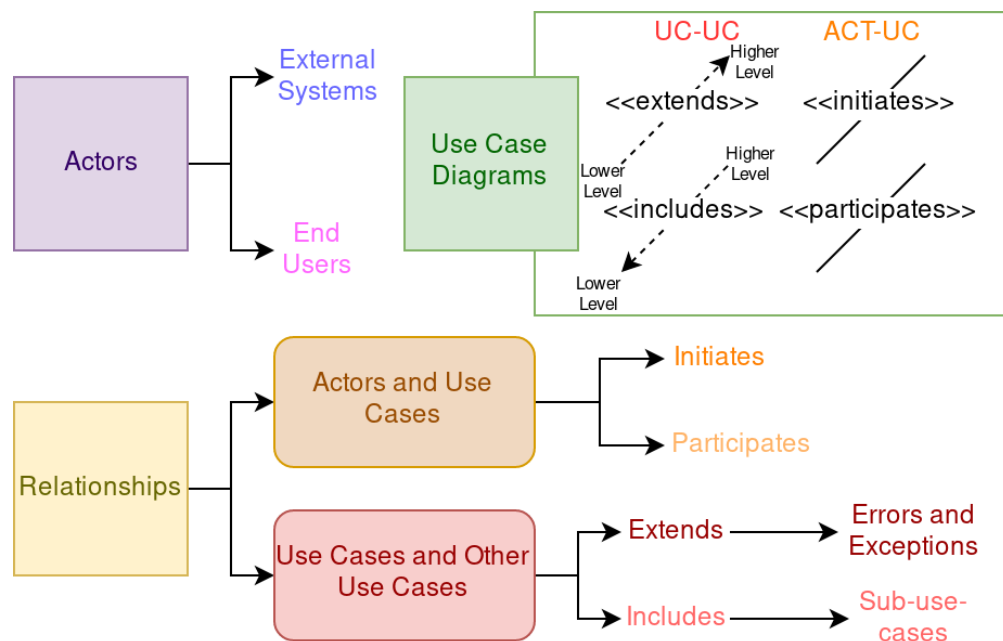 Actors
External
Systems
End
Users
Use Case
Diagrams
UC-UC
ACT-UC
Higher
Level
<<extends>>
Lower
Level
<<initiates>>
Higher
Level
<<includes>>
Lower
Level
<<participates>>
Relationships
Actors and Use
Cases
Initiates
Participates
Use Cases and Other
Use Cases
Extends
Errors and
Exceptions
Includes
Sub-use-
cases